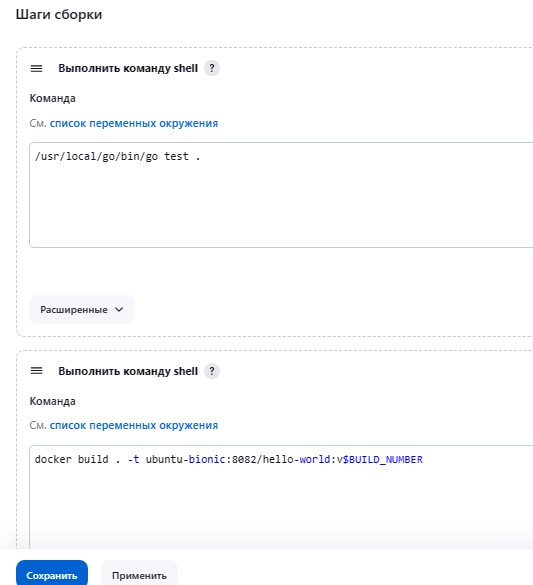 Шаги сборки
Выполнить команду shell ?
Команда
См. список переменных окружения
/usr/local/go/bin/go test .
Расширенные
Выполнить команду shell ?
Команда
См. список переменных окружения
docker build . -t ubuntu-bionic:8082/hello-world:v$BUILD_NUMBER
Сохранить Применить